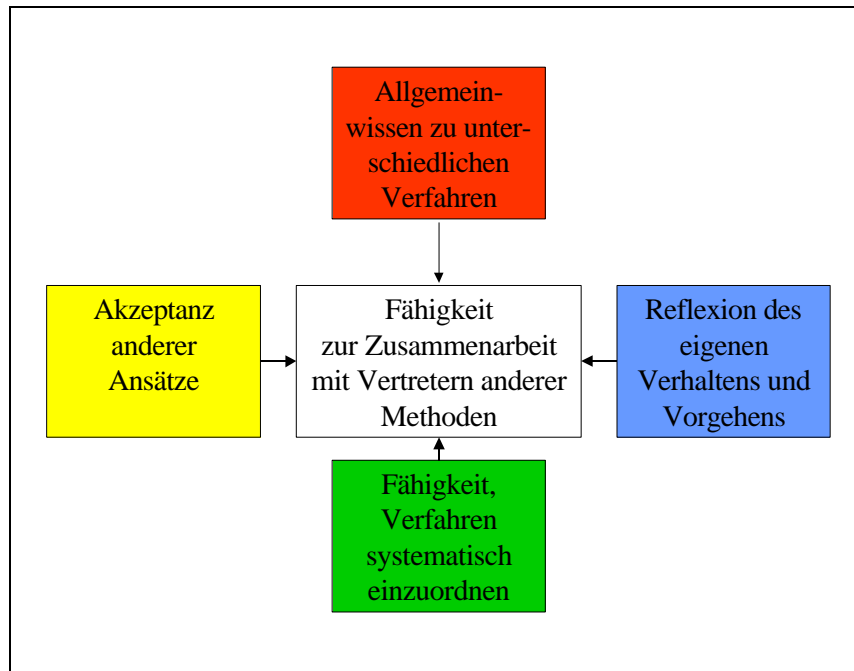 Allgemein-
wissen zu unter-
schiedlichen
Verfahren
Akzeptanz
anderer
Ansätze
Fähigkeit
zur Zusammenarbeit
mit Vertretern anderer
Methoden
Reflexion des
eigenen
Verhaltens und
Vorgehens
Fähigkeit,
Verfahren
systematisch
einzuordnen